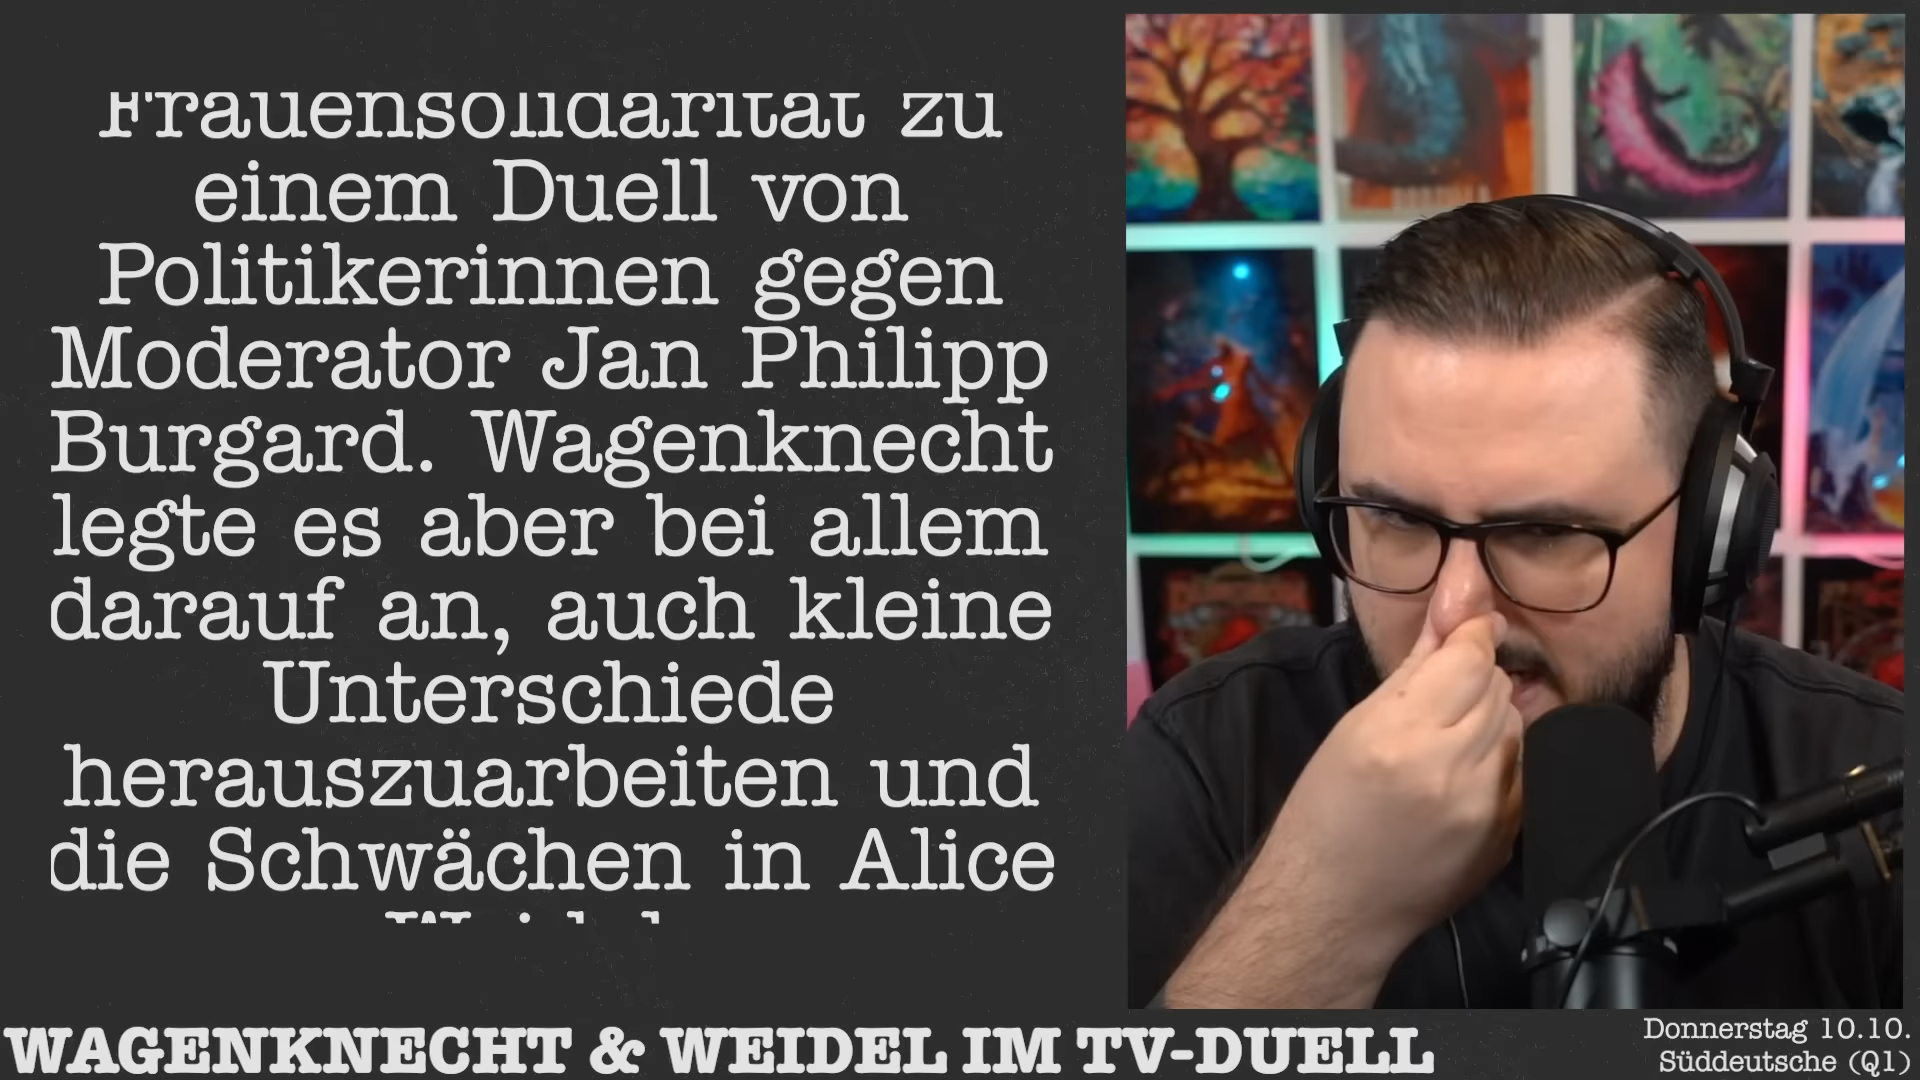 Frauensolidarität zu
einem Duell von
Politikerinnen gegen
Moderator Jan Philipp
Burgard. Wagenknecht
legte es aber bei allem
darauf an, auch kleine
Unterschiede
herauszuarbeiten und
die Schwächen in Alice
WAGENKNECHT & WEIDEL IM TV-DUELL
Donnerstag 10.10.
Süddeutsche (Q1)